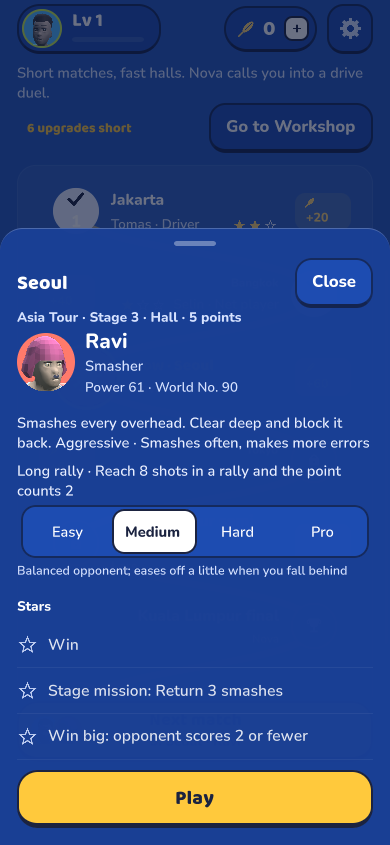 Lv 1
0
+
Short matches, fast halls. Nova calls you into a drive
duel.
6 upgrades short
Go to Workshop
Jakarta
Tomas · Driver
+20
Seoul
Close
Asia Tour · Stage 3 · Hall · 5 points
Ravi
Smasher
Power 61 · World No. 90
Smashes every overhead. Clear deep and block it
back. Aggressive · Smashes often, makes more errors
Long rally · Reach 8 shots in a rally and the point
counts 2
Easy
Medium
Hard
Pro
Balanced opponent; eases off a little when you fall behind
Stars
Win
Stage mission: Return 3 smashes
Win big: opponent scores 2 or fewer
Play